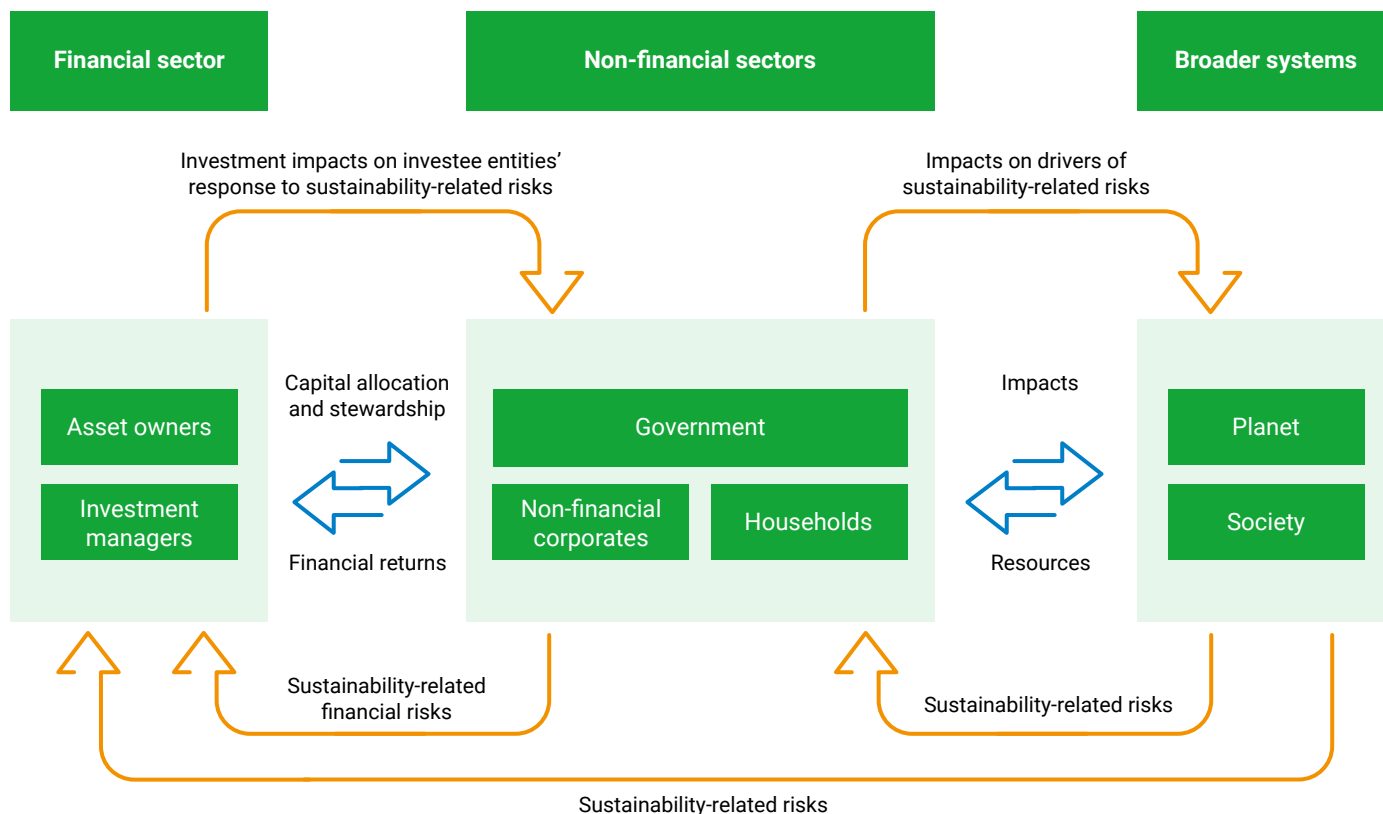 Financial sector
Non-financial sectors
Broader systems
Investment impacts on investee entities’
response to sustainability-related risks
Impacts on drivers of
sustainability-related risks
Capital allocation
and stewardship
Impacts
Asset owners
Government
Planet
Investment
managers
Non-financial
corporates
Households
Society
Financial returns
Resources
Sustainability-related
financial risks
Sustainability-related risks
Sustainability-related risks